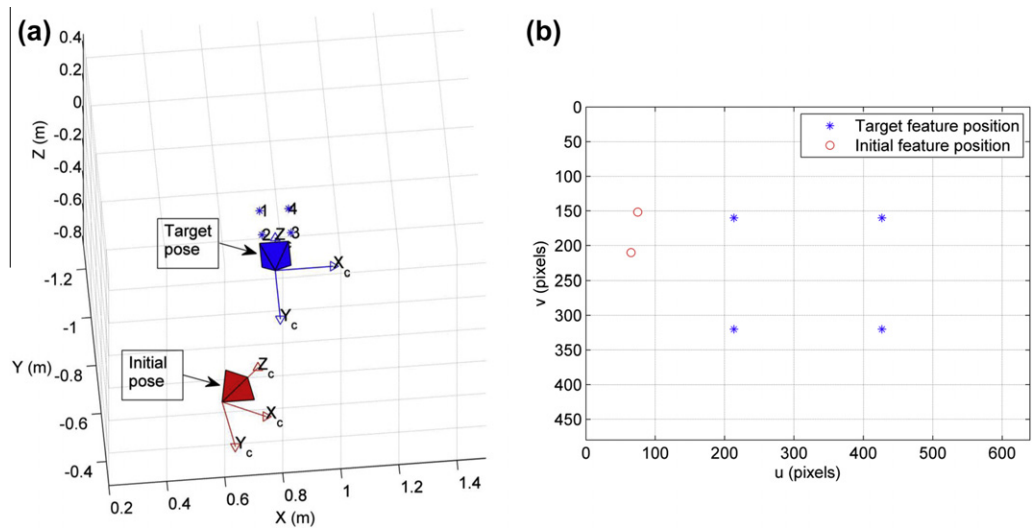 (a)
0.4
0.2
0
-0.2
-0.4
-0.6
-0.8
Z (m)
1
4
2
3
Z
c
Target
pose
X
c
Y
c
Initial
pose
Z
c
X
c
Y
c
-1.2
-1
-0.8
-0.6
-0.4
Y (m)
0.2
0.4
0.6
0.8
1
1.2
1.4
X (m)
(b)
0
50
100
150
200
250
300
350
400
450
v (pixels)
Target feature position
Initial feature position
0
100
200
300
400
500
600
u (pixels)